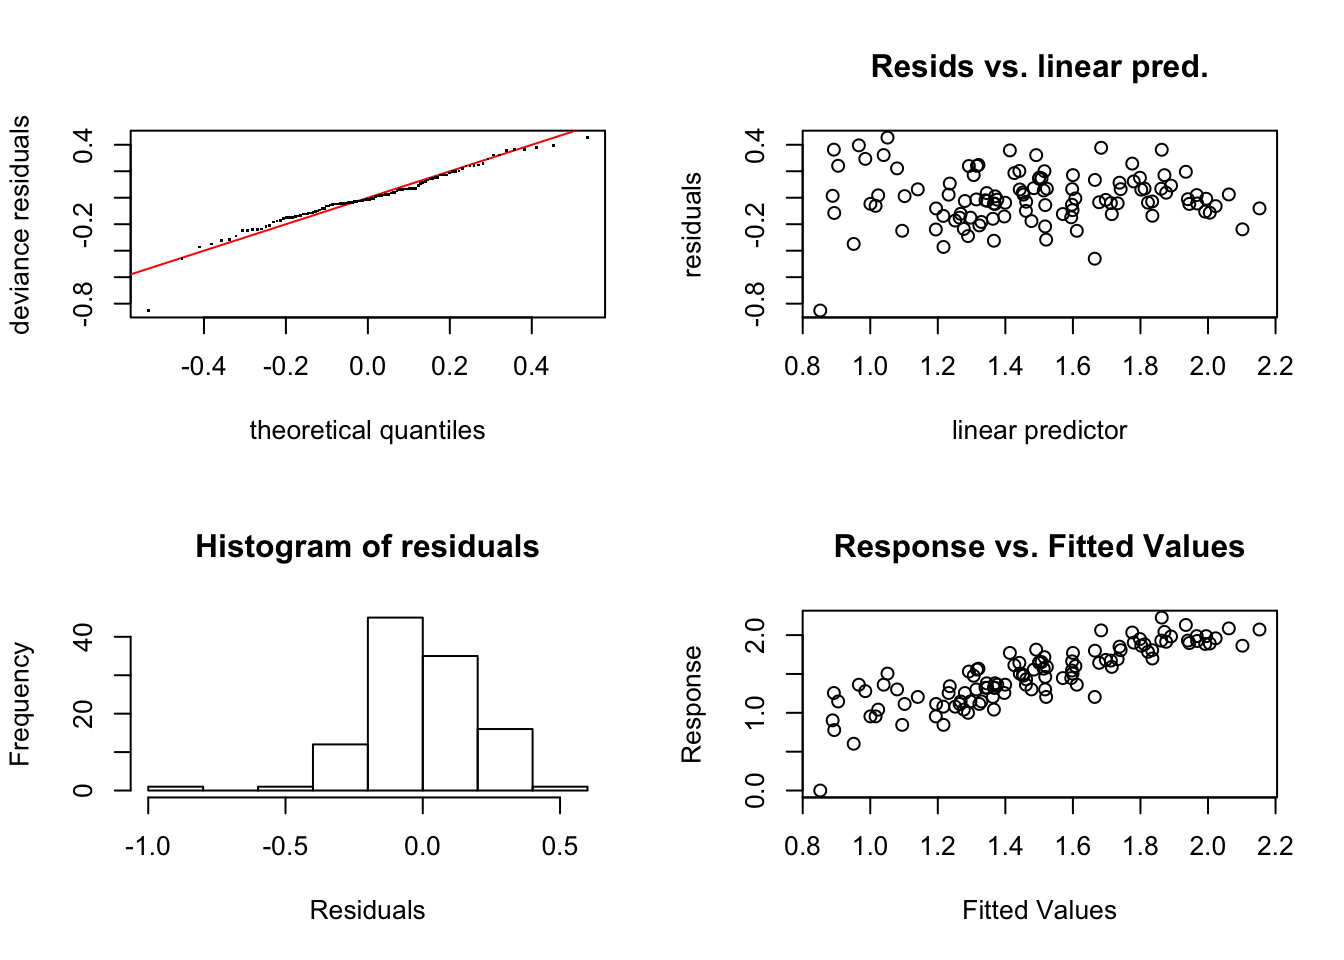 deviance residuals
0.4
-0.2
-0.8
-0.4 -0.2 0.0 0.2 0.4
theoretical quantiles
Resids vs. linear pred.
residuals
0.4
-0.2
-0.8
0.8 1.0 1.2 1.4 1.6 1.8 2.0 2.2
linear predictor
Histogram of residuals
Frequency
40
20
0
-1.0 -0.5 0.0 0.5
Residuals
Response vs. Fitted Values
Response
2.0
1.0
0.0
0.8 1.0 1.2 1.4 1.6 1.8 2.0 2.2
Fitted Values